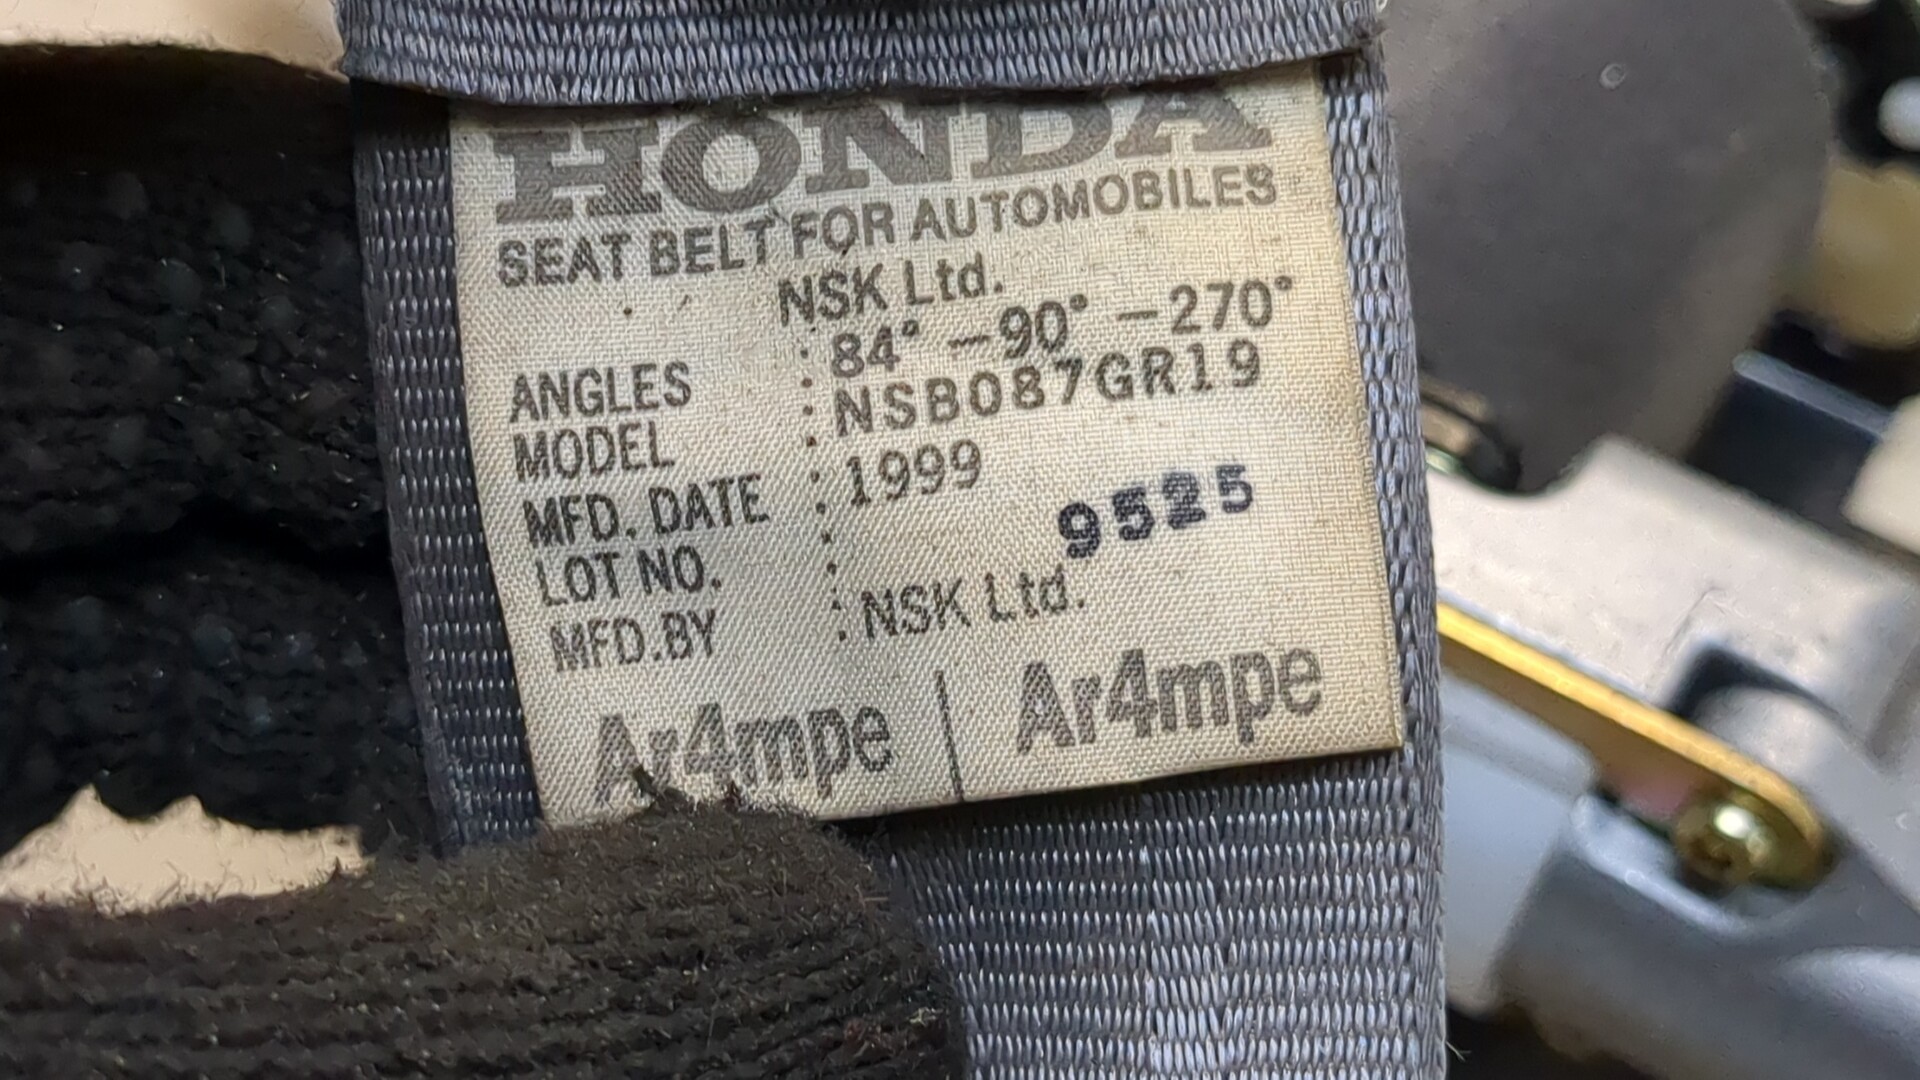 HONDA
SEAT BELT FOR AUTOMOBILES
NSK Ltd.
ANGLES : 84° -90° -270°
MODEL : NSB087GR19
MFD. DATE : 1999
LOT NO. : 9525
MFD.BY : NSK Ltd.
Ar4mpe | Ar4mpe